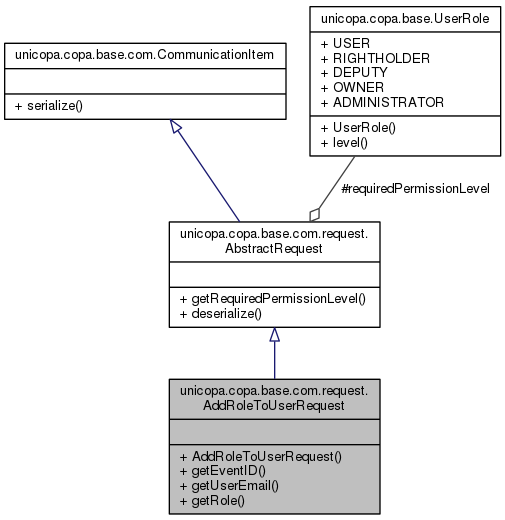 unicopa.copa.base.UserRole
+ USER
+ RIGHTHOLDER
+ DEPUTY
+ OWNER
+ ADMINISTRATOR
+ UserRole()
+ level()
unicopa.copa.base.com.CommunicationItem
+ serialize()
#requiredPermissionLevel
unicopa.copa.base.com.request.
AbstractRequest
+ getRequiredPermissionLevel()
+ deserialize()
unicopa.copa.base.com.request.
AddRoleToUserRequest
+ AddRoleToUserRequest()
+ getEventID()
+ getUserEmail()
+ getRole()